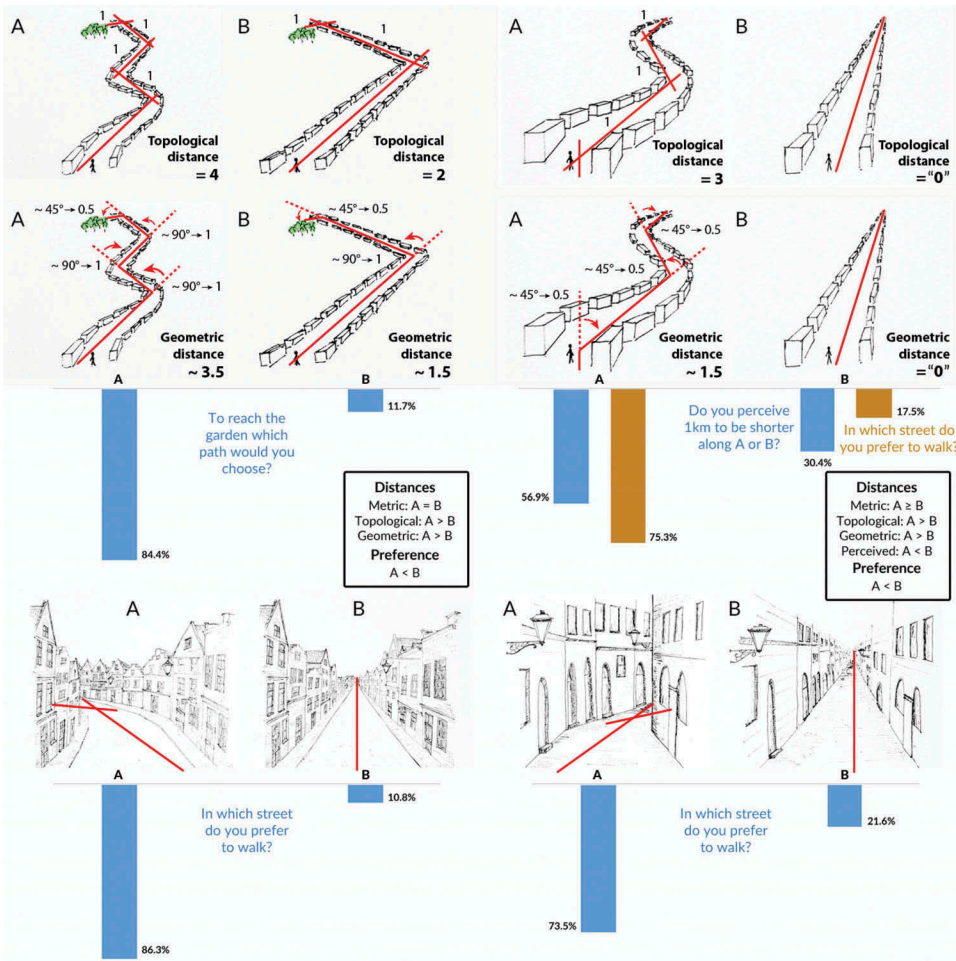 A
1
1
1
1
Topological
distance
= 4
B
1
1
Topological
distance
= 2
A
1
1
1
Topological
distance
= 3
B
Topological
distance
=“0”
A
~ 45°→ 0.5
~ 90°→ 1
~ 90°→ 1
~ 90°→ 1
Geometric
distance
~ 3.5
B
~ 45°→ 0.5
~ 90°→ 1
Geometric
distance
~ 1.5
A
~ 45°→ 0.5
~ 45°→ 0.5
~ 45°→ 0.5
Geometric
distance
~ 1.5
B
Geometric
distance
=“0”
A
B
84.4%
11.7%
To reach the
garden which
path would you
choose?
Distances
Metric: A = B
Topological: A > B
Geometric: A > B
Preference
A < B
A
B
56.9%
75.3%
30.4%
17.5%
Do you perceive
1km to be shorter
along A or B?
In which street do
you prefer to walk?
Distances
Metric: A ≥ B
Topological: A > B
Geometric: A > B
Perceived: A < B
Preference
A < B
A
B
A
B
86.3%
10.8%
In which street
do you prefer
to walk?
A
B
A
B
73.5%
21.6%
In which street
do you prefer
to walk?